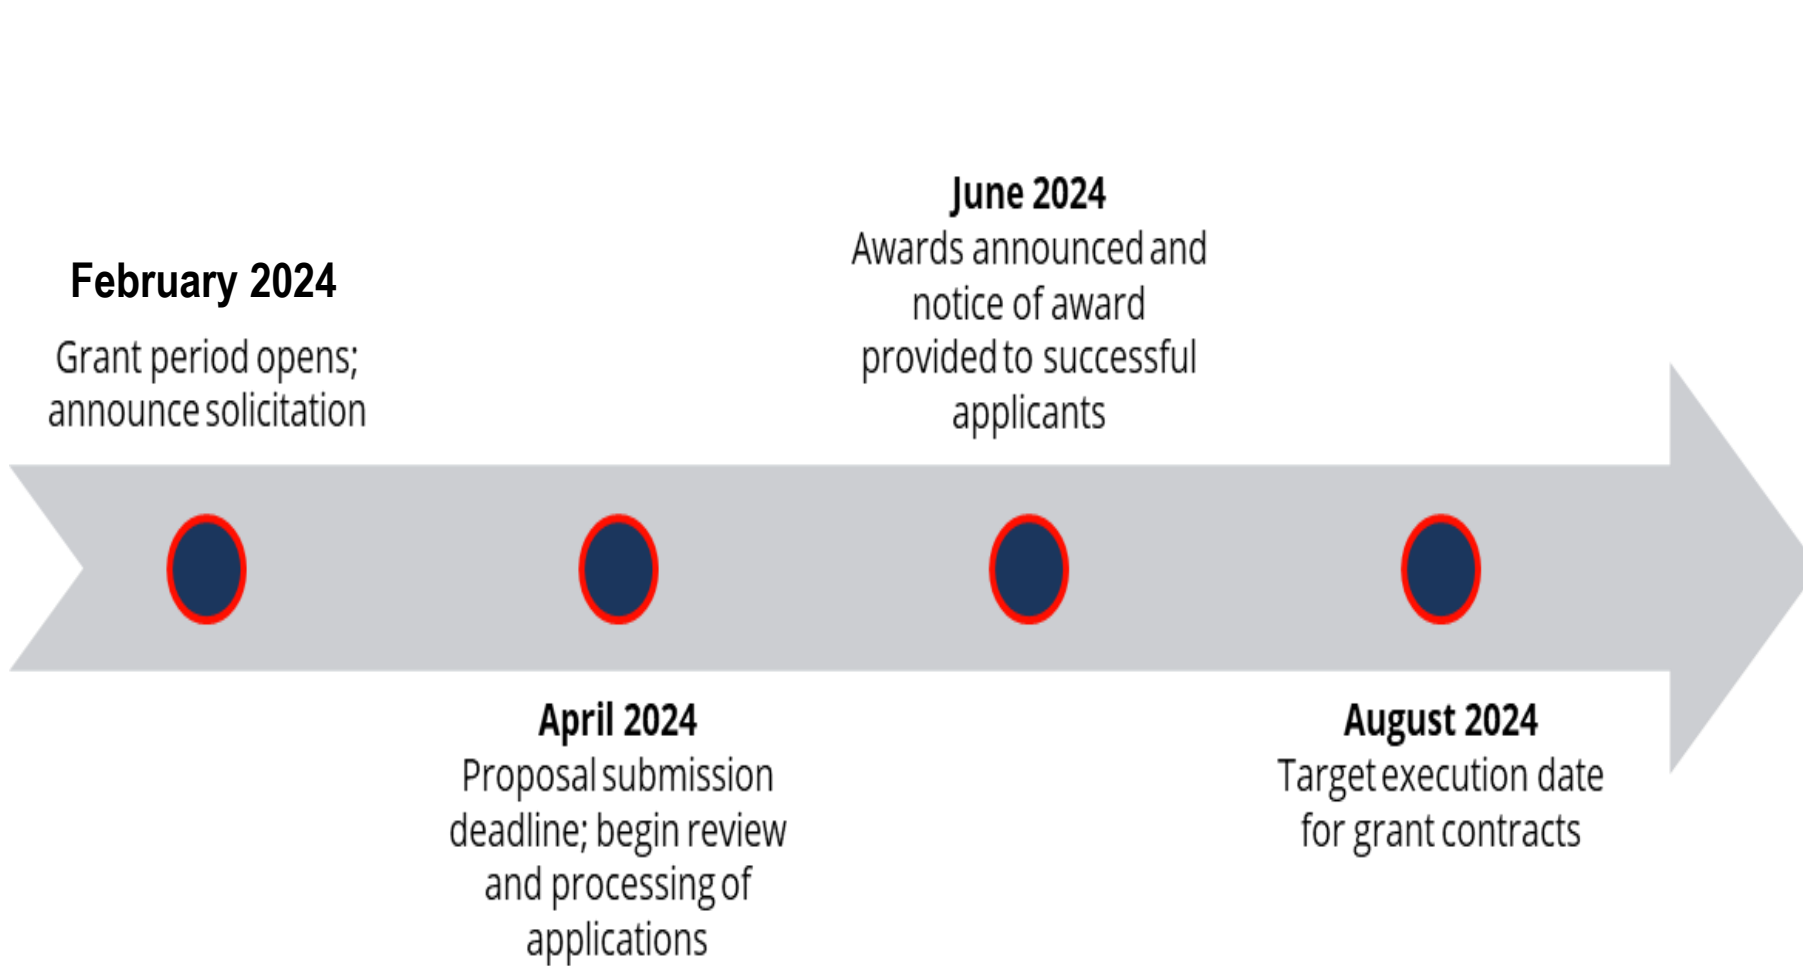 February 2024
Grant period opens;
announce solicitation
April 2024
Proposal submission
deadline; begin review
and processing of
applications
June 2024
Awards announced and
notice of award
provided to successful
applicants
August 2024
Target execution date
for grant contracts